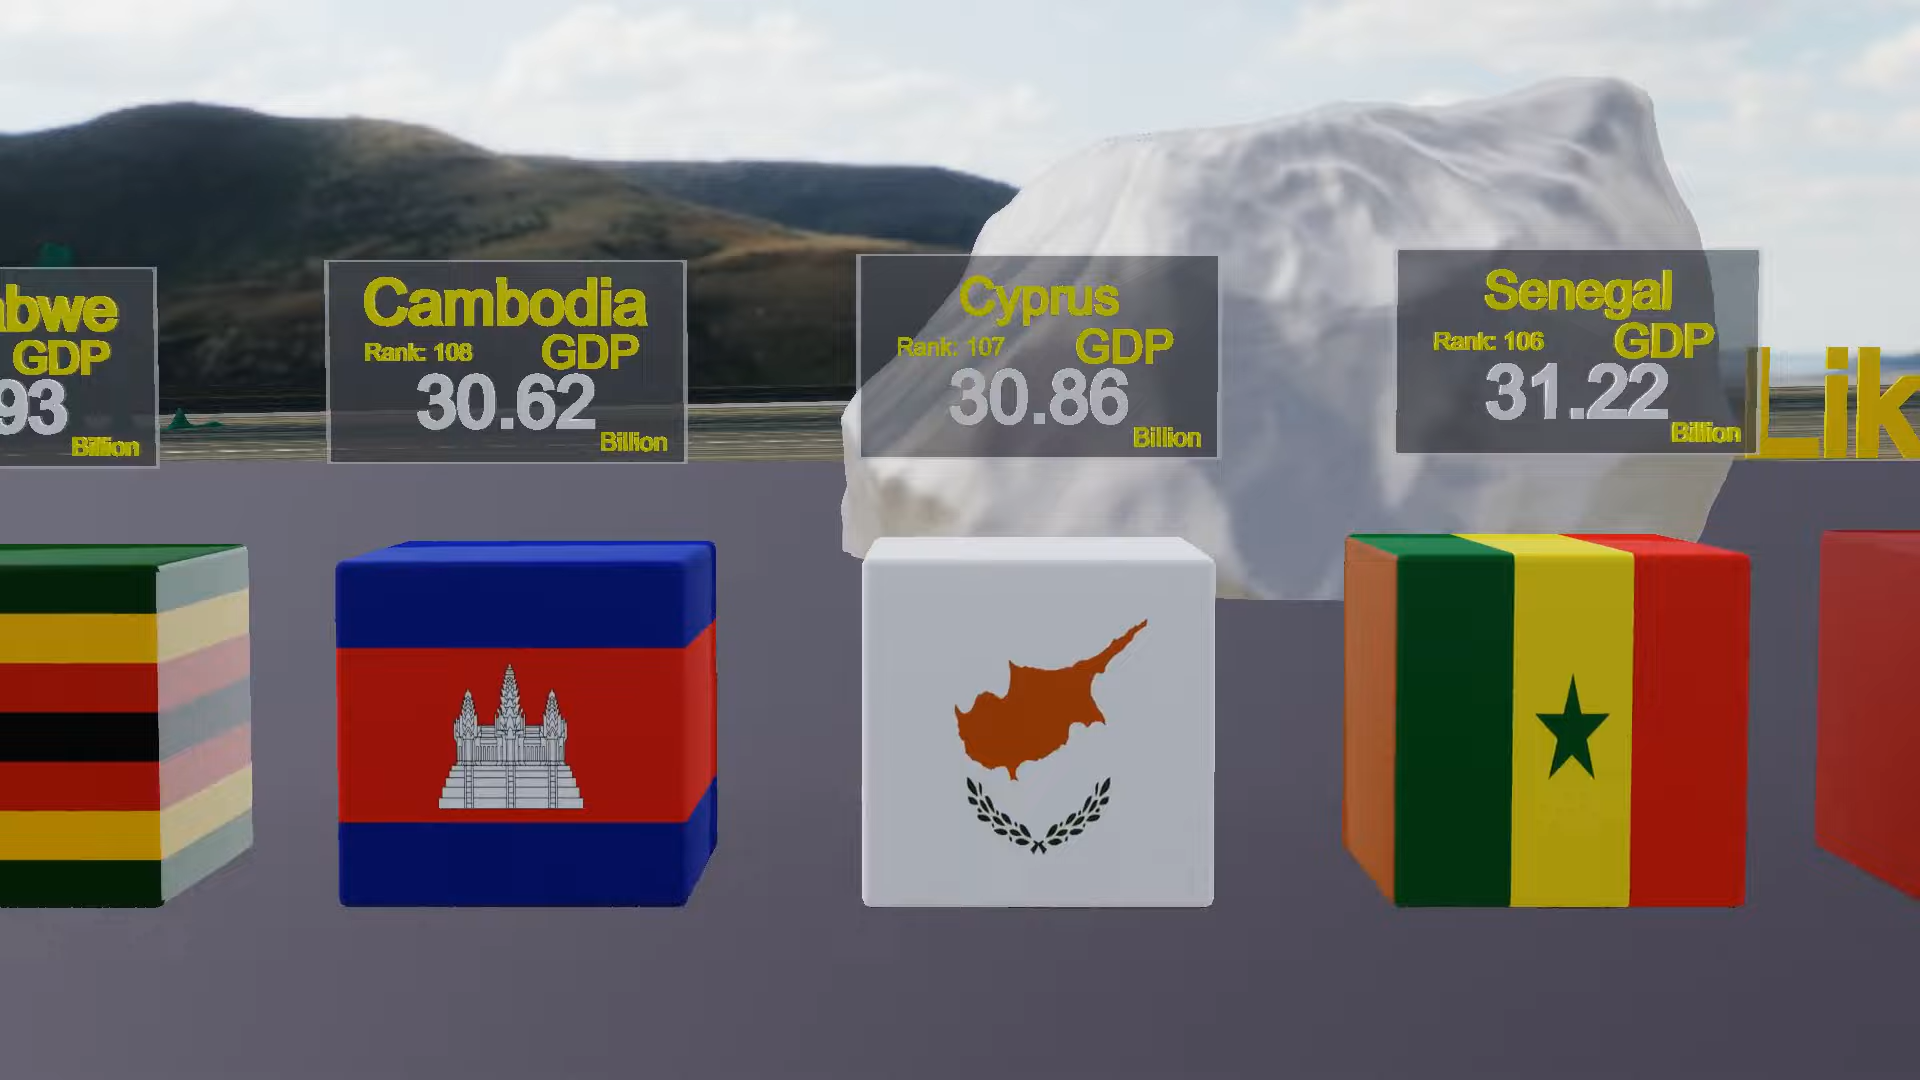 abwe
GDP
93
Billion
Cambodia
Rank: 108 GDP
30.62
Billion
Cyprus
Rank: 107 GDP
30.86
Billion
Senegal
Rank: 106 GDP
31.22
Billion
Lik